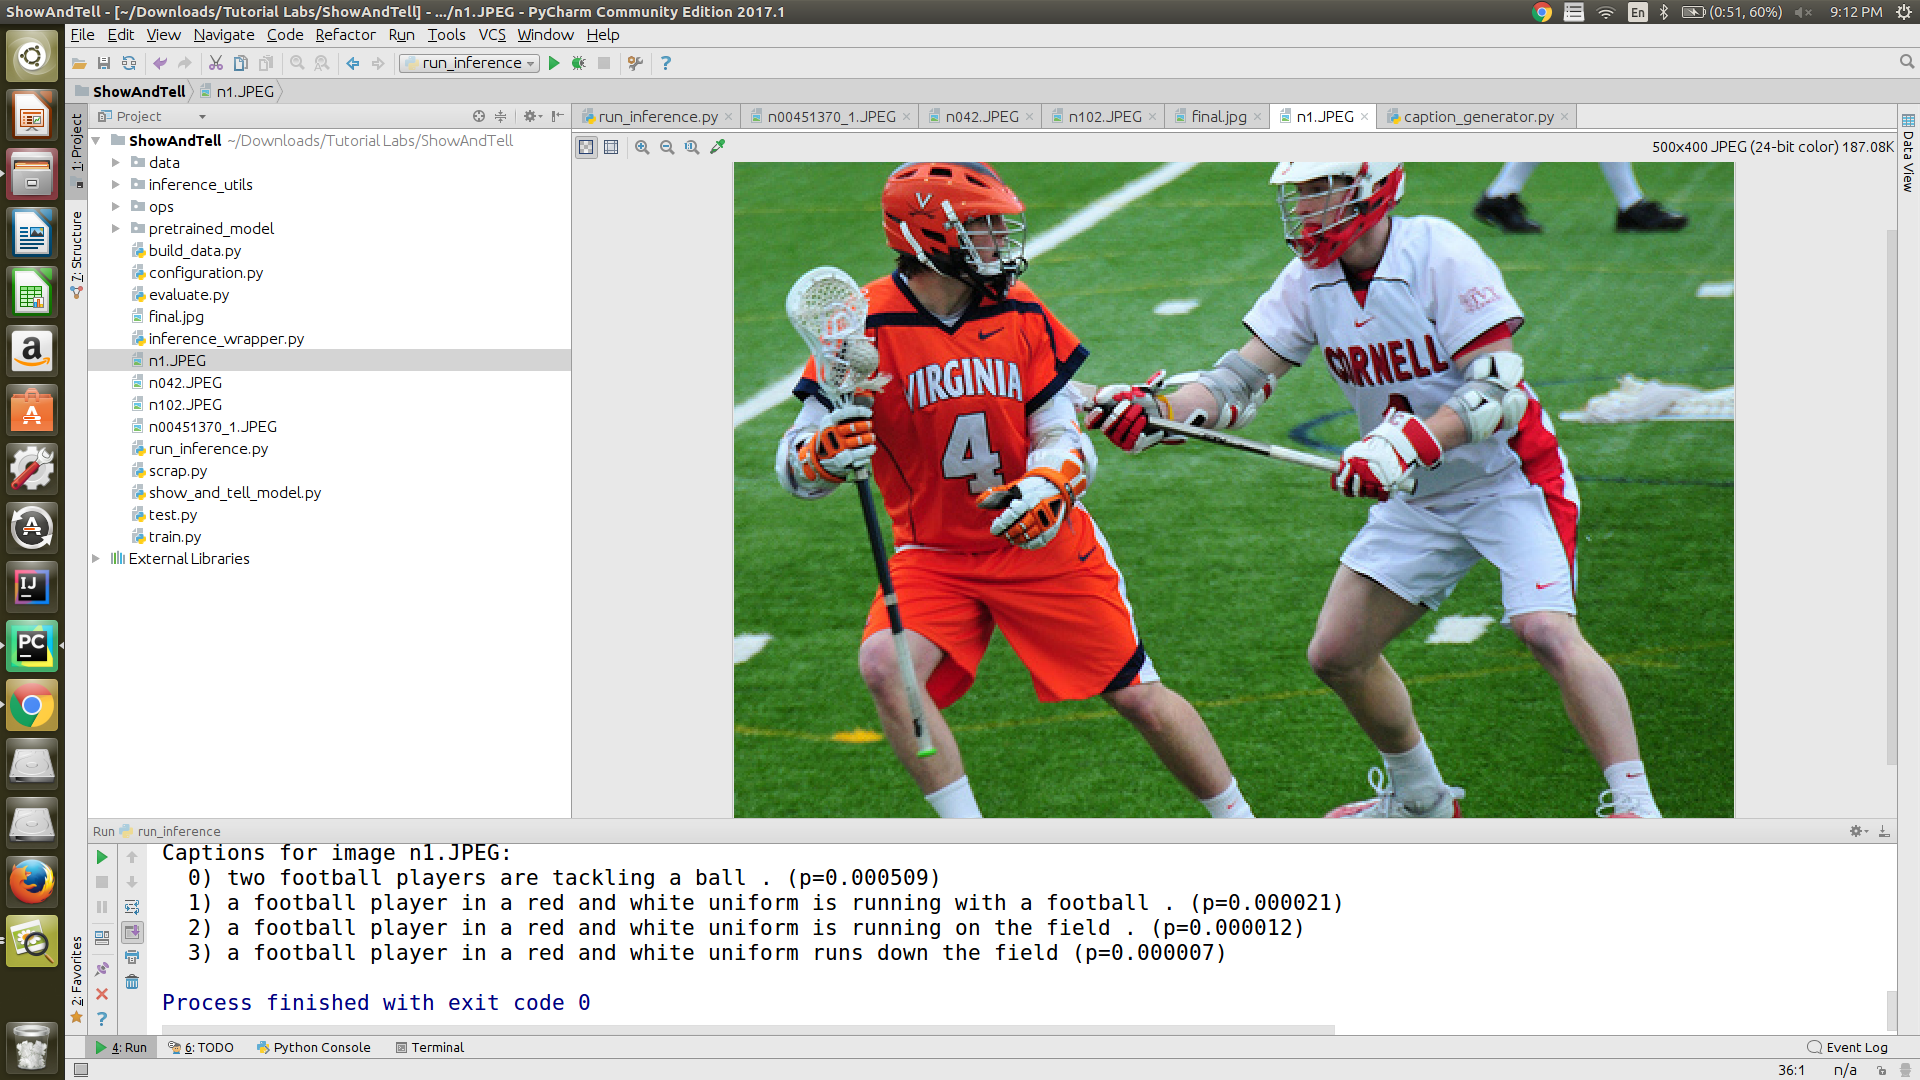 ShowAndTell - [~/Downloads/Tutorial Labs/ShowAndTell] - .../n1.JPEG - PyCharm Community Edition 2017.1
En (0:51, 60%) 9:12 PM
File Edit View Navigate Code Refactor Run Tools VCS Window Help
run_inference
ShowAndTell n1.JPEG
Project
run_inference.py n00451370_1.JPEG n042.JPEG n102.JPEG final.jpg n1.JPEG caption_generator.py
500x400 JPEG (24-bit color) 187.08K
1: Project
7: Structure
2: Favorites
Data View
ShowAndTell ~/Downloads/Tutorial Labs/ShowAndTell
data
inference_utils
ops
pretrained_model
build_data.py
configuration.py
evaluate.py
final.jpg
inference_wrapper.py
n1.JPEG
n042.JPEG
n102.JPEG
n00451370_1.JPEG
run_inference.py
scrap.py
show_and_tell_model.py
test.py
train.py
External Libraries
V
VIRGINIA
4
CORNELL
IJ
PC
Run run_inference
Captions for image n1.JPEG:
0) two football players are tackling a ball . (p=0.000509)
1) a football player in a red and white uniform is running with a football . (p=0.000021)
2) a football player in a red and white uniform is running on the field . (p=0.000012)
3) a football player in a red and white uniform runs down the field (p=0.000007)
Process finished with exit code 0
4: Run 6: TODO Python Console Terminal Event Log
36:1 n/a